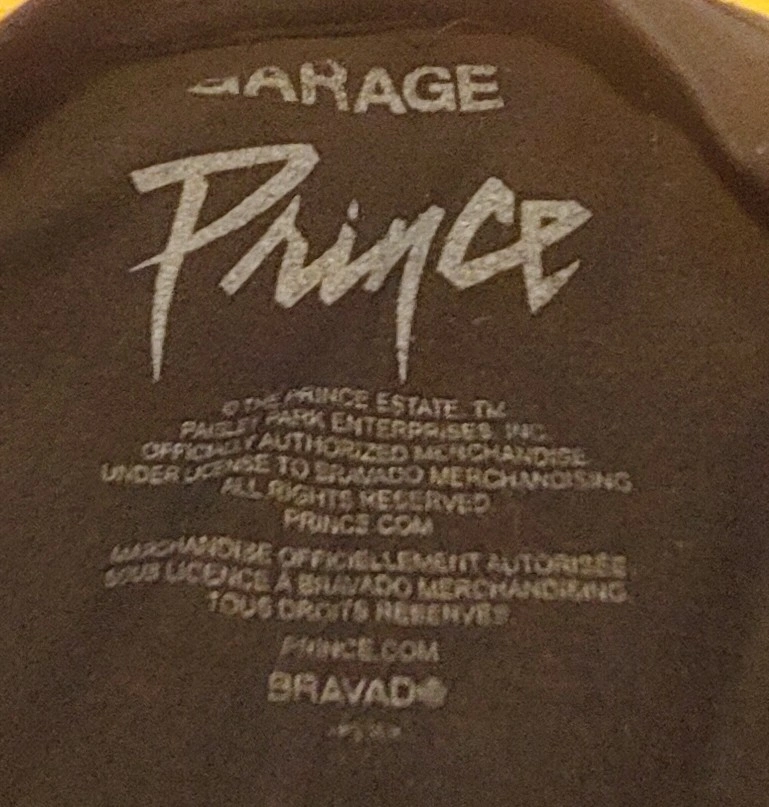 GARAGE
Prince
© THE PRINCE ESTATE. TM
PAISLEY PARK ENTERPRISES, INC.
OFFICIALLY AUTHORIZED MERCHANDISE
UNDER LICENSE TO BRAVADO MERCHANDISING
ALL RIGHTS RESERVED
PRINCE.COM
MARCHANDISE OFFICIELLEMENT AUTORISÉE
SOUS LICENCE À BRAVADO MERCHANDISING
TOUS DROITS RÉSERVÉS
PRINCE.COM
BRAVADO